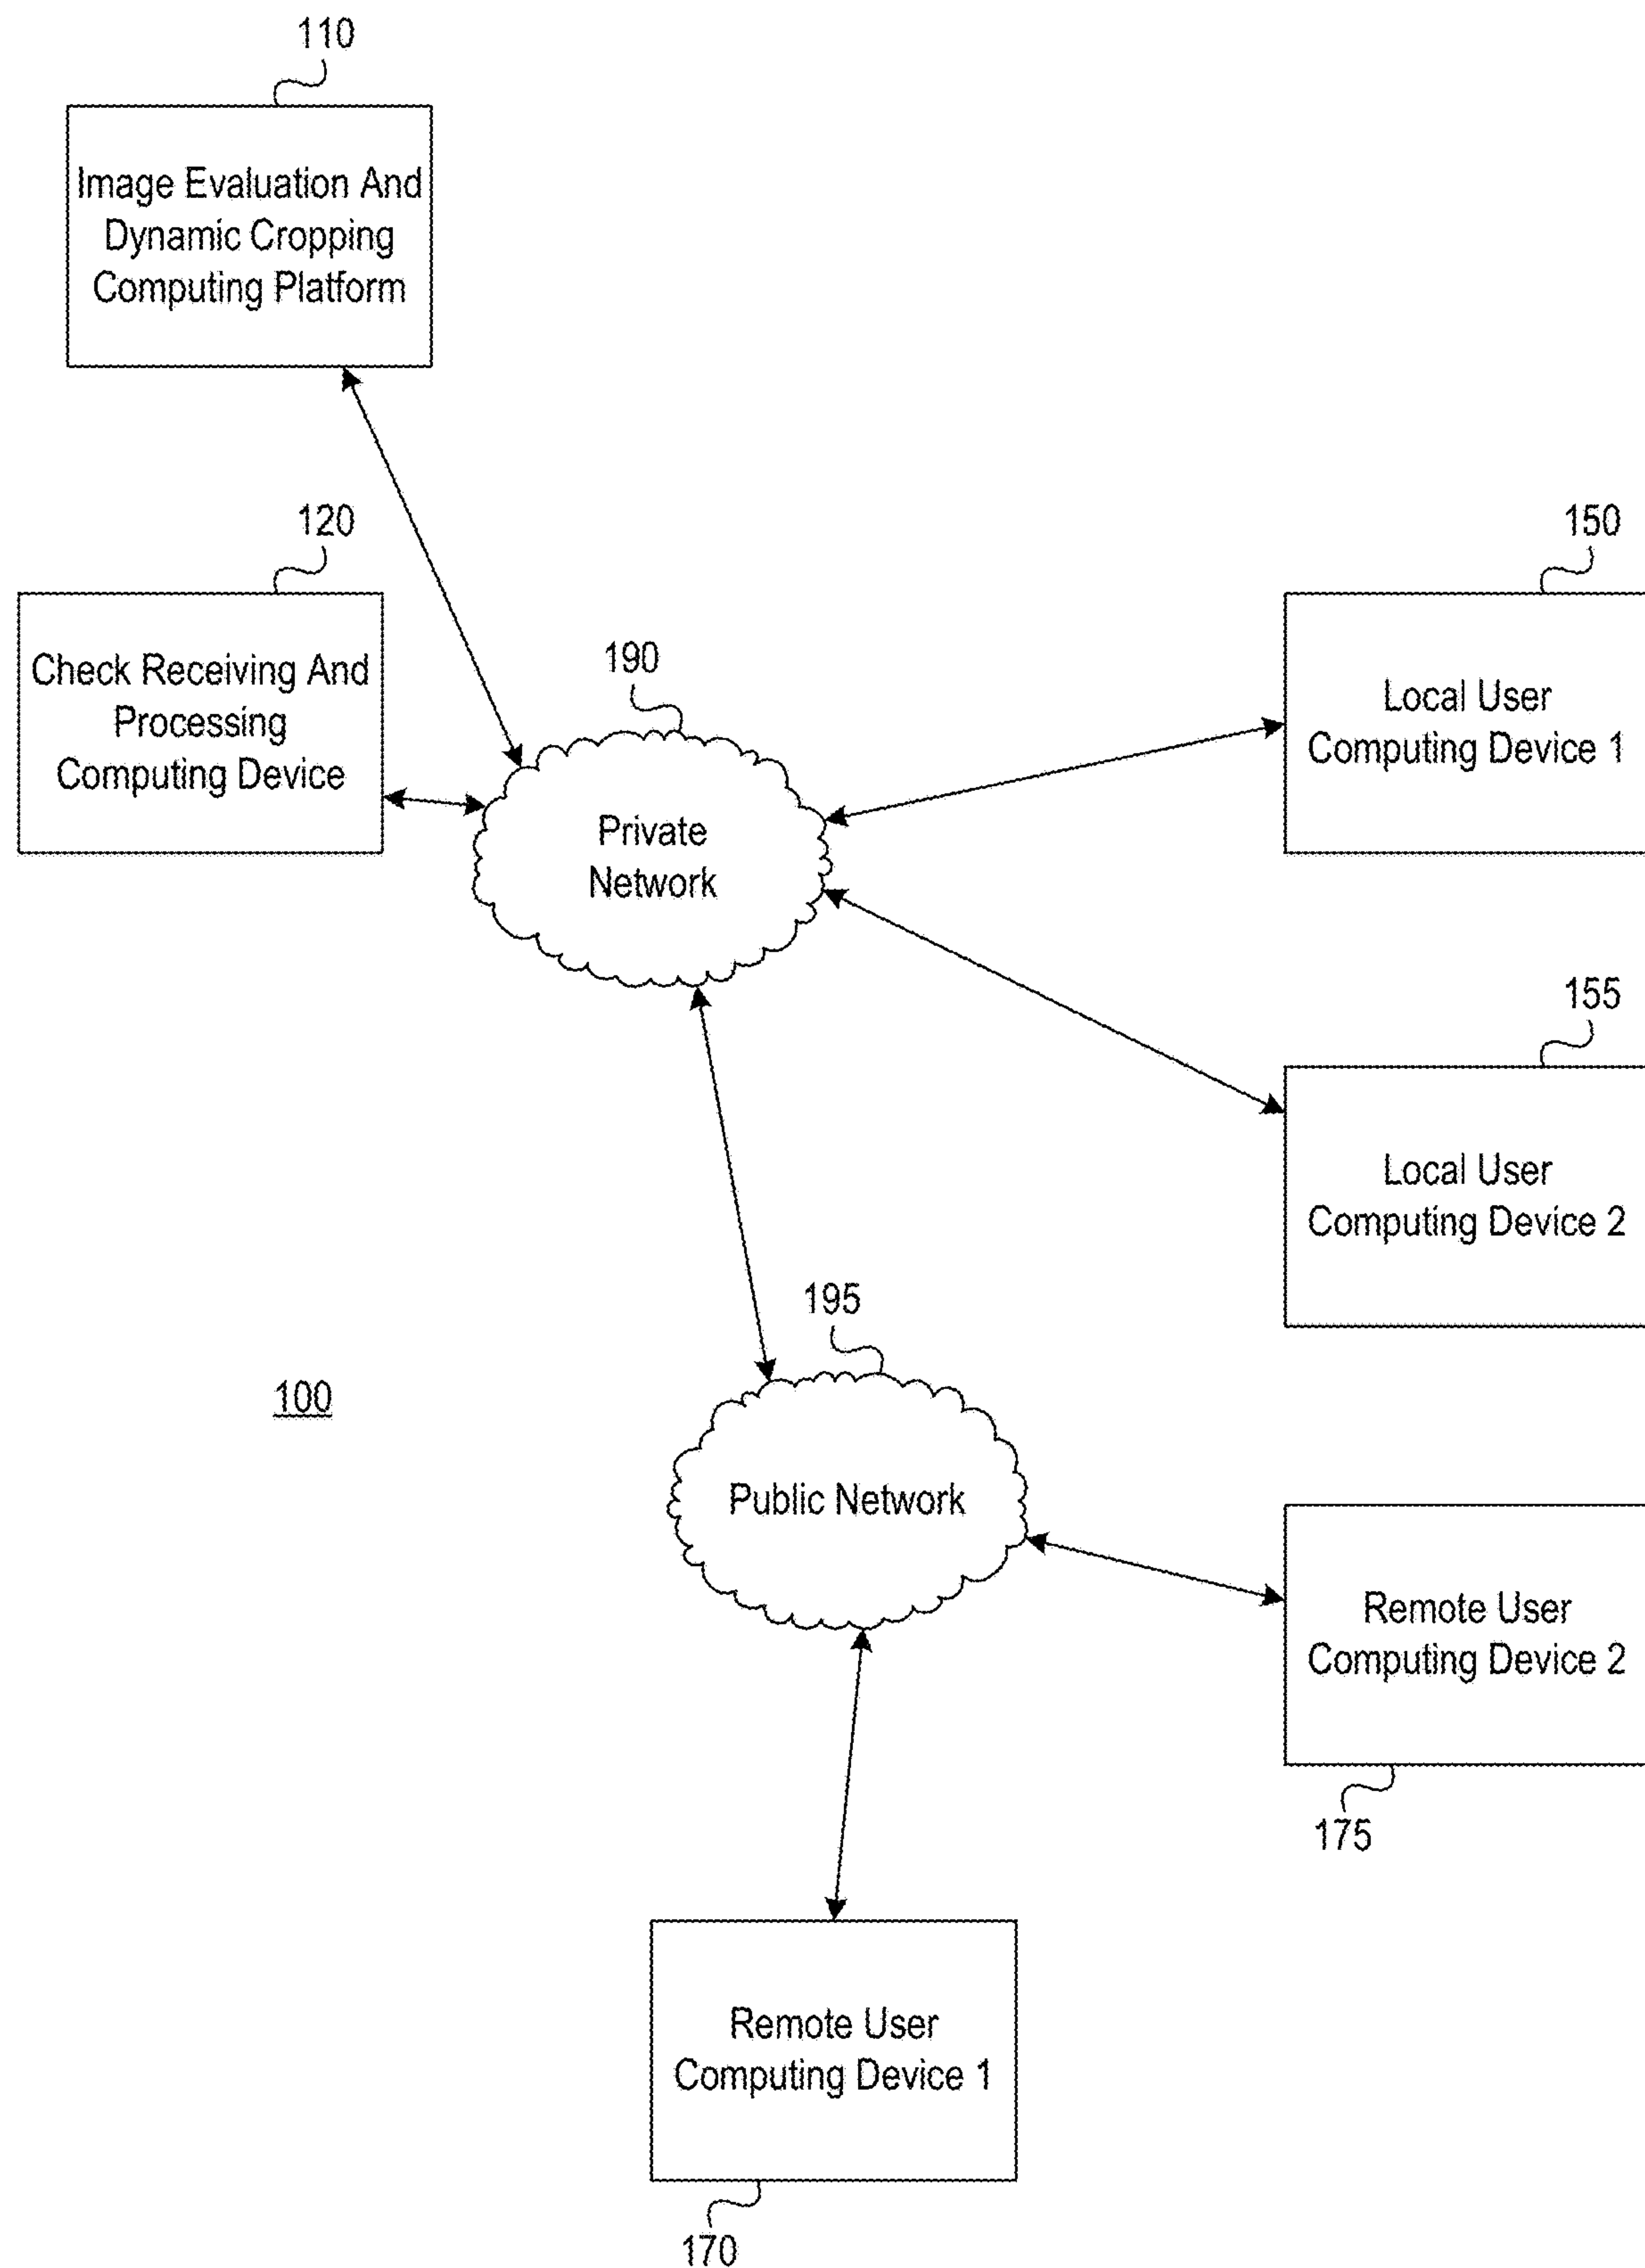 110
Image Evaluation And
Dynamic Cropping
Computing Platform
120
Check Receiving And
Processing
Computing Device
190
Private
Network
150
Local User
Computing Device 1
155
Local User
Computing Device 2
195
Public Network
100
Remote User
Computing Device 2
175
Remote User
Computing Device 1
170